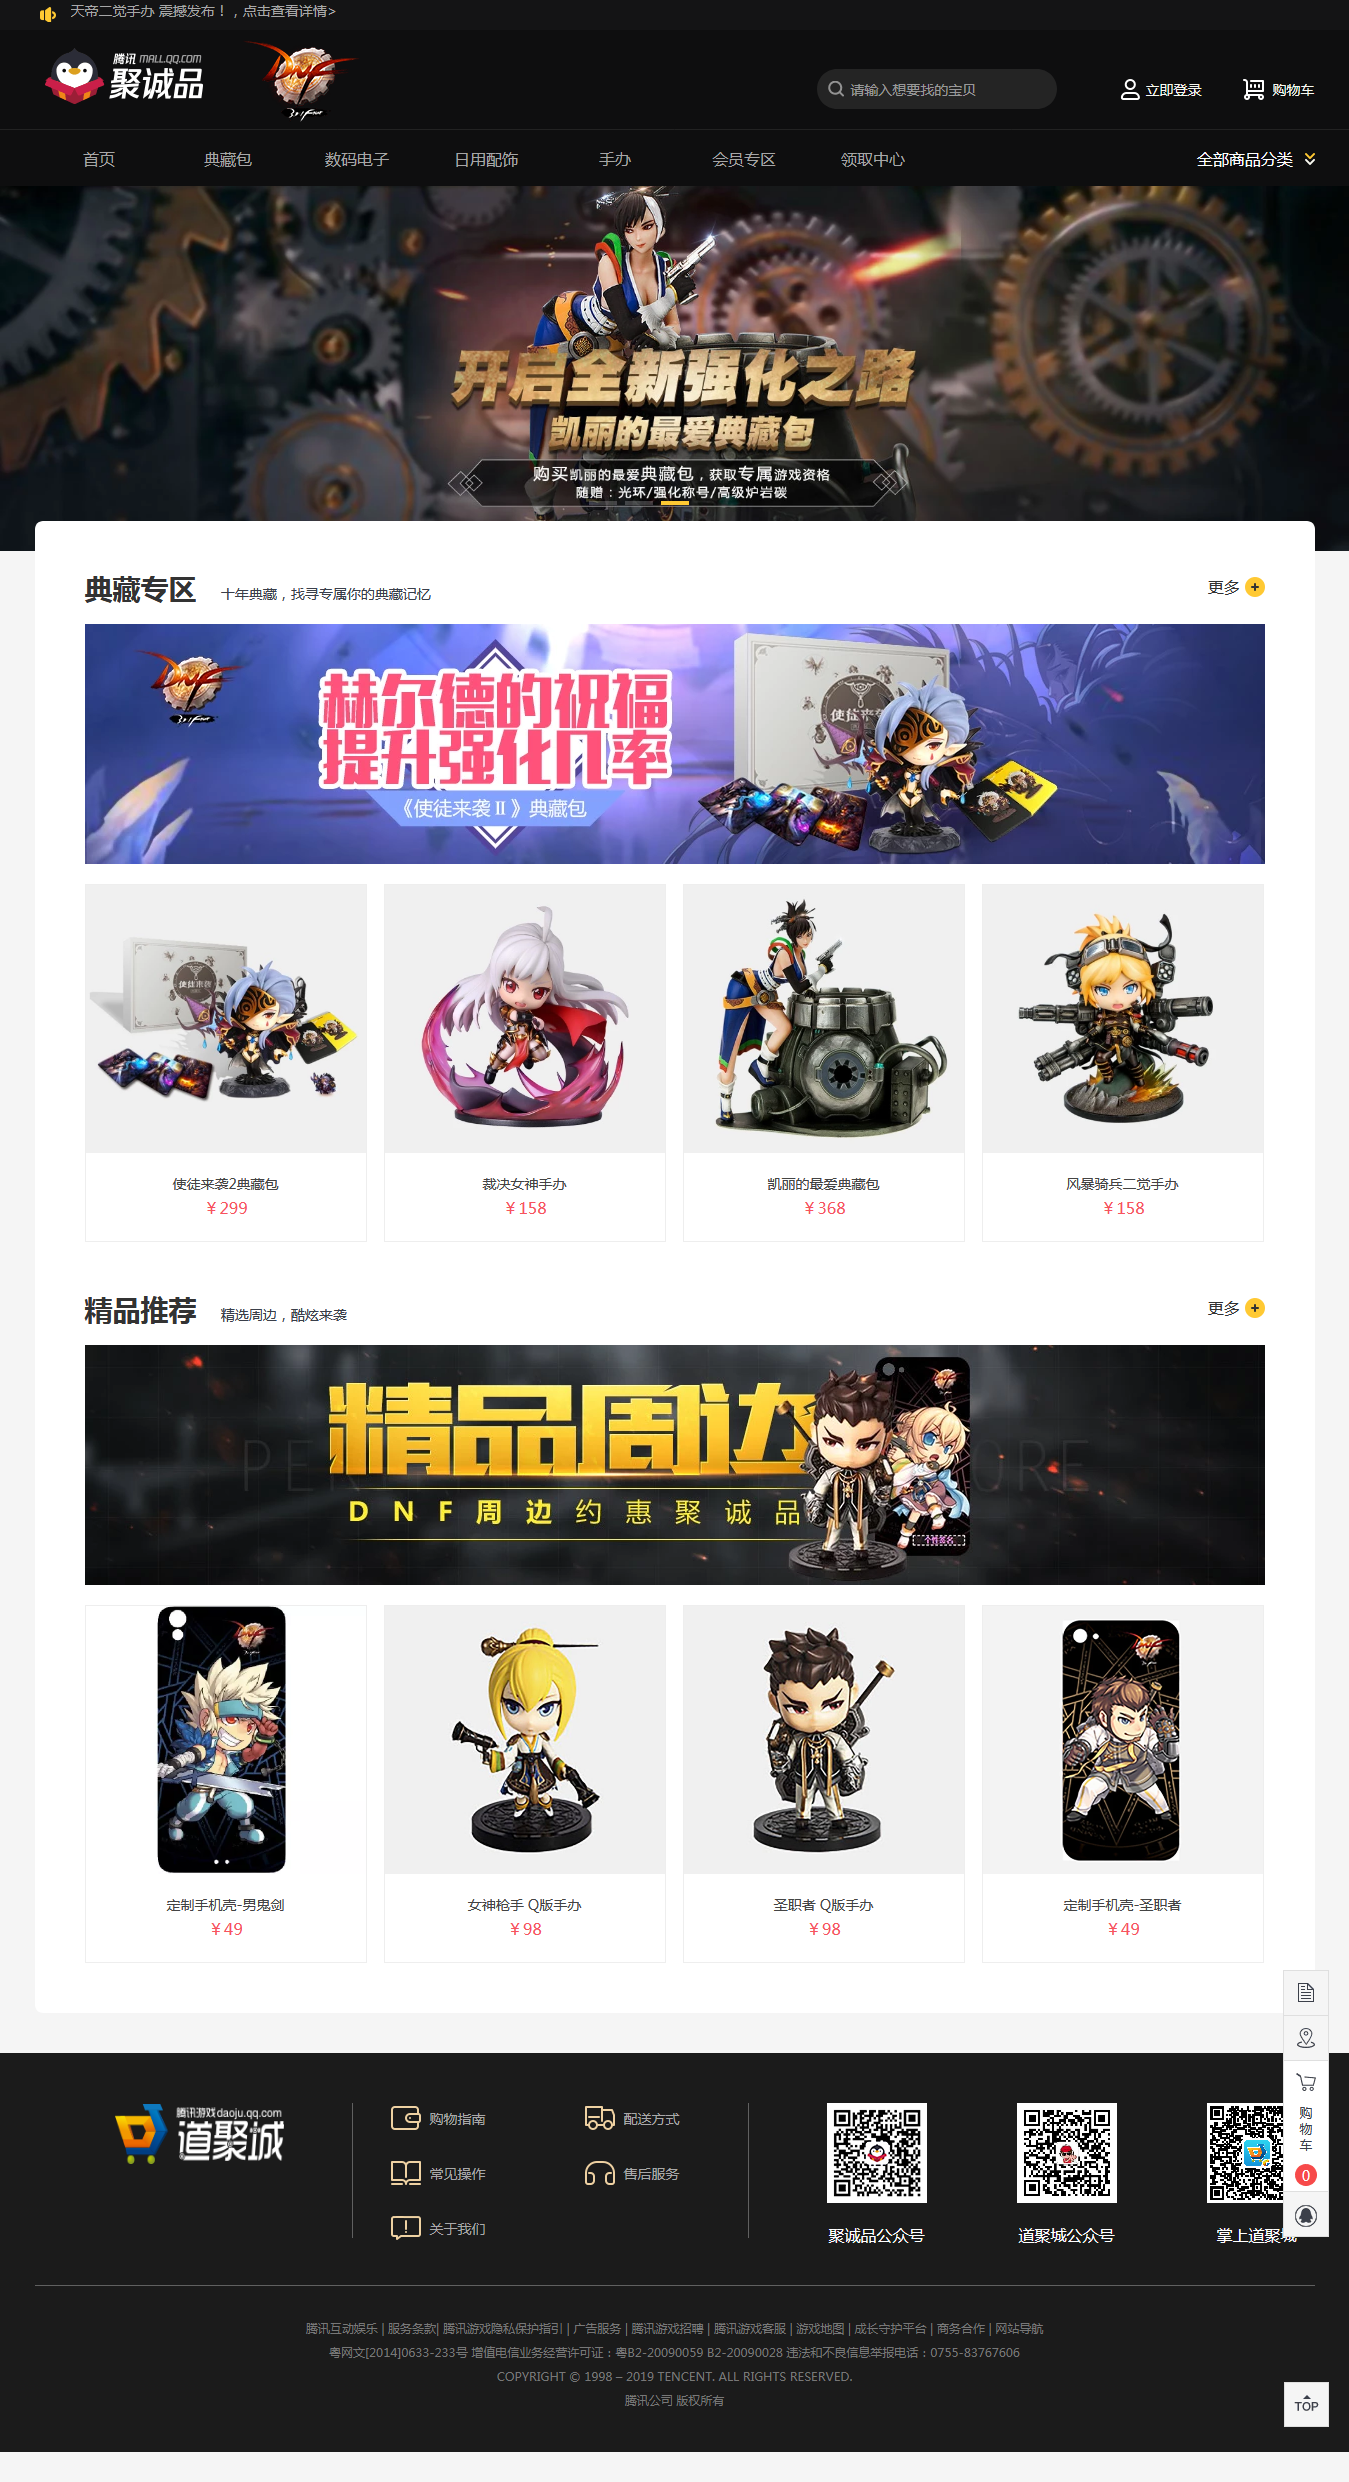 天帝二觉手办 震撼发布！，点击查看详情>
腾讯 MALL.QQ.COM
聚诚品
DNF
请输入想要找的宝贝
立即登录
购物车
首页
典藏包
数码电子
日用配饰
手办
会员专区
领取中心
全部商品分类
开启全新强化之路
凯丽的最爱典藏包
购买凯丽的最爱典藏包，获取专属游戏资格
随赠：光环/强化称号/高级炉岩碳
典藏专区
十年典藏，找寻专属你的典藏记忆
更多
DNF
赫尔德的祝福
提升强化几率
《使徒来袭Ⅱ》典藏包
使徒来袭
使徒来袭2典藏包
￥299
裁决女神手办
￥158
凯丽的最爱典藏包
￥368
风暴骑兵二觉手办
￥158
精品推荐
精选周边，酷炫来袭
更多
精品周边
DNF周边约惠聚诚品
定制手机壳-男鬼剑
￥49
女神枪手 Q版手办
￥98
圣职者 Q版手办
￥98
定制手机壳-圣职者
￥49
购物车
0
腾讯游戏daoju.qq.com
道聚城
购物指南
配送方式
常见操作
售后服务
关于我们
聚诚品公众号
道聚城公众号
掌上道聚城
腾讯互动娱乐 | 服务条款| 腾讯游戏隐私保护指引 | 广告服务 | 腾讯游戏招聘 | 腾讯游戏客服 | 游戏地图 | 成长守护平台 | 商务合作 | 网站导航
粤网文[2014]0633-233号 增值电信业务经营许可证：粤B2-20090059 B2-20090028 违法和不良信息举报电话：0755-83767606
COPYRIGHT © 1998 – 2019 TENCENT. ALL RIGHTS RESERVED.
腾讯公司 版权所有
TOP